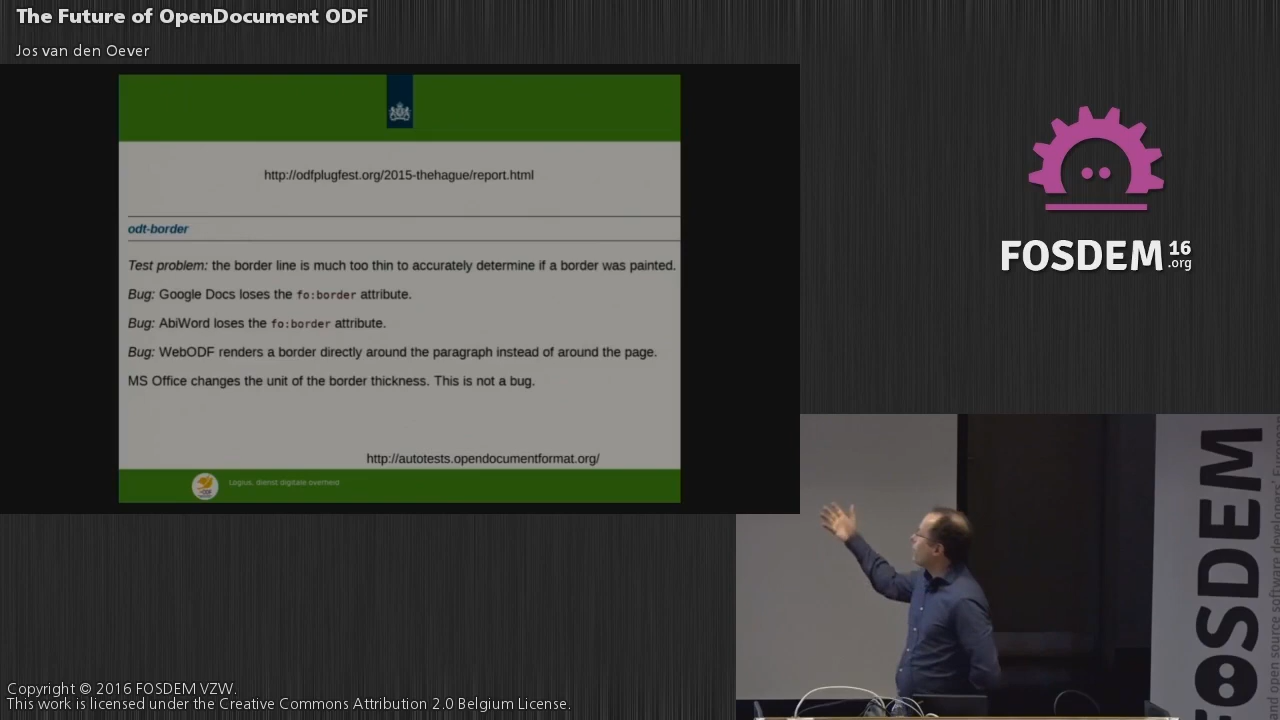 The Future of OpenDocument ODF
Jos van den Oever
http://odfplugfest.org/2015-thehague/report.html
odt-border
Test problem: the border line is much too thin to accurately determine if a border was painted.
Bug: Google Docs loses the fo:border attribute.
Bug: AbiWord loses the fo:border attribute.
Bug: WebODF renders a border directly around the paragraph instead of around the page.
MS Office changes the unit of the border thickness. This is not a bug.
http://autotests.opendocumentformat.org/
Logius, dienst digitale overheid
FOSDEM 16
.org
FOSDEM
Copyright © 2016 FOSDEM VZW.
This work is licensed under the Creative Commons Attribution 2.0 Belgium License.